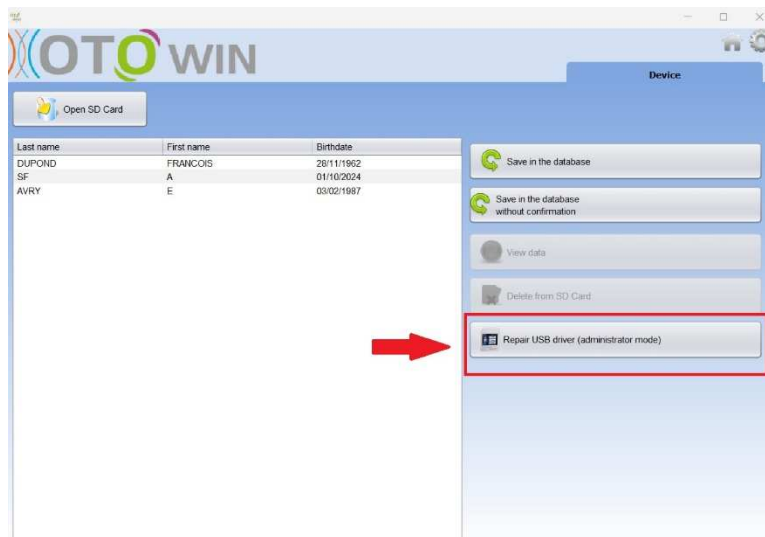 OTO WIN
Device
Open SD Card
Last name First name Birthdate
DUPOND FRANCOIS 28/11/1962
SF A 01/10/2024
AVRY E 03/02/1987
Save in the database
Save in the database
without confirmation
View data
Delete from SD Card
Repair USB driver (administrator mode)